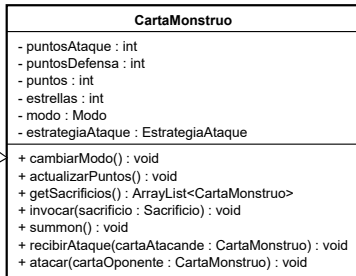 CartaMonstruo
- puntosAtaque : int
- puntosDefensa : int
- puntos : int
- estrellas : int
- modo : Modo
- estrategiaAtaque : EstrategiaAtaque
+ cambiarModo() : void
+ actualizarPuntos() : void
+ getSacrificios() : ArrayList<CartaMonstruo>
+ invocar(sacrificio : Sacrificio) : void
+ summon() : void
+ recibirAtaque(cartaAtacande : CartaMonstruo) : void
+ atacar(cartaOponente : CartaMonstruo) : void